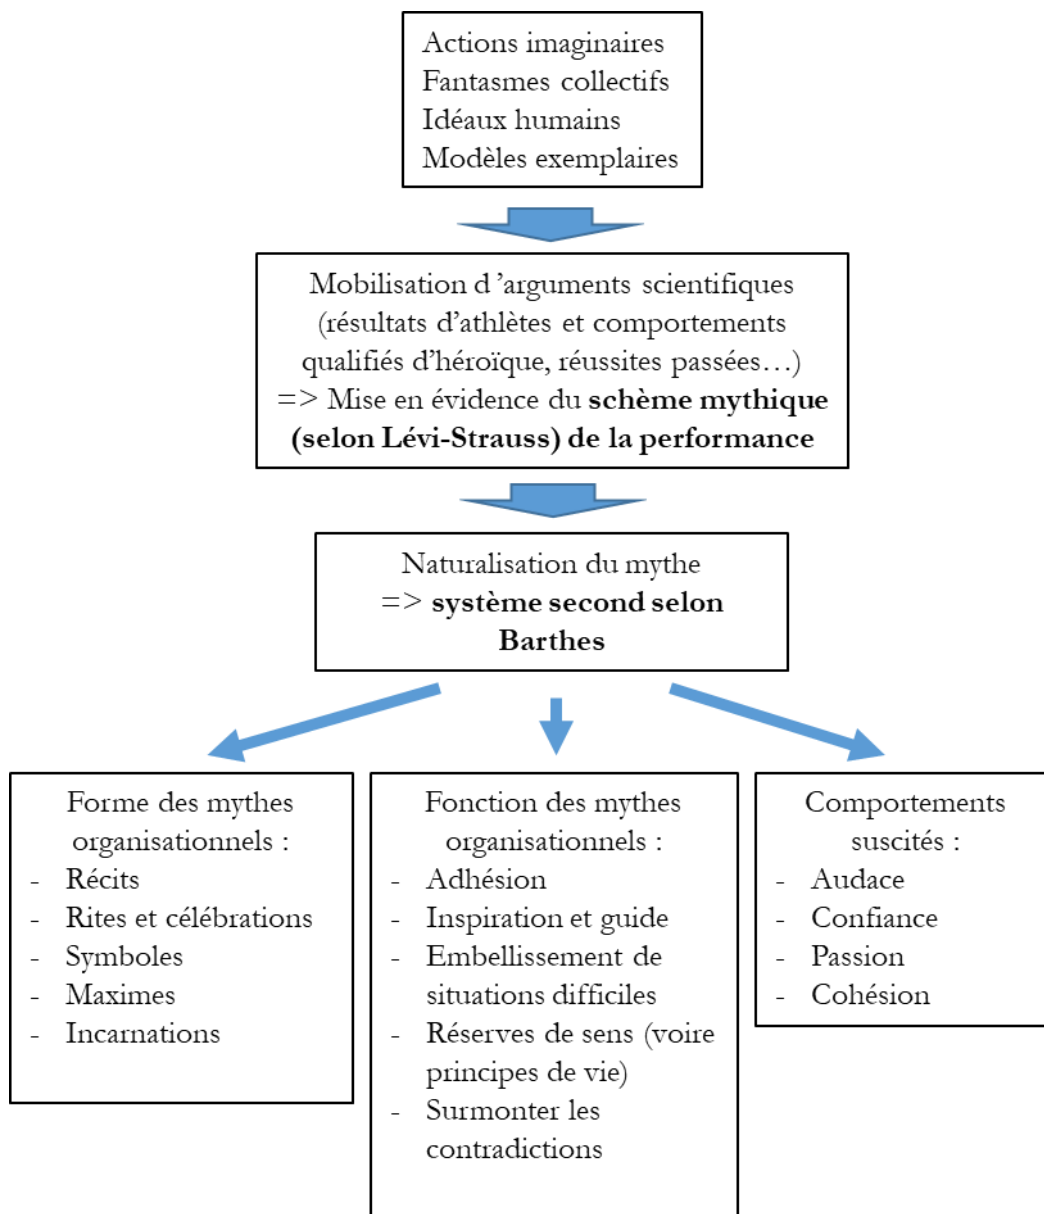 Actions imaginaires
Fantasmes collectifs
Idéaux humains
Modèles exemplaires
Mobilisation d’arguments scientifiques
(résultats d’athlètes et comportements
qualifiés d’héroïque, réussites passées…)
=> Mise en évidence du schème mythique
(selon Lévi-Strauss) de la performance
Naturalisation du mythe
=> système second selon
Barthes
Forme des mythes
organisationnels :
- Récits
- Rites et célébrations
- Symboles
- Maximes
- Incarnations
Fonction des mythes
organisationnels :
- Adhésion
- Inspiration et guide
- Embellissement de
situations difficiles
- Réserves de sens (voire
principes de vie)
- Surmonter les
contradictions
Comportements
suscités :
- Audace
- Confiance
- Passion
- Cohésion